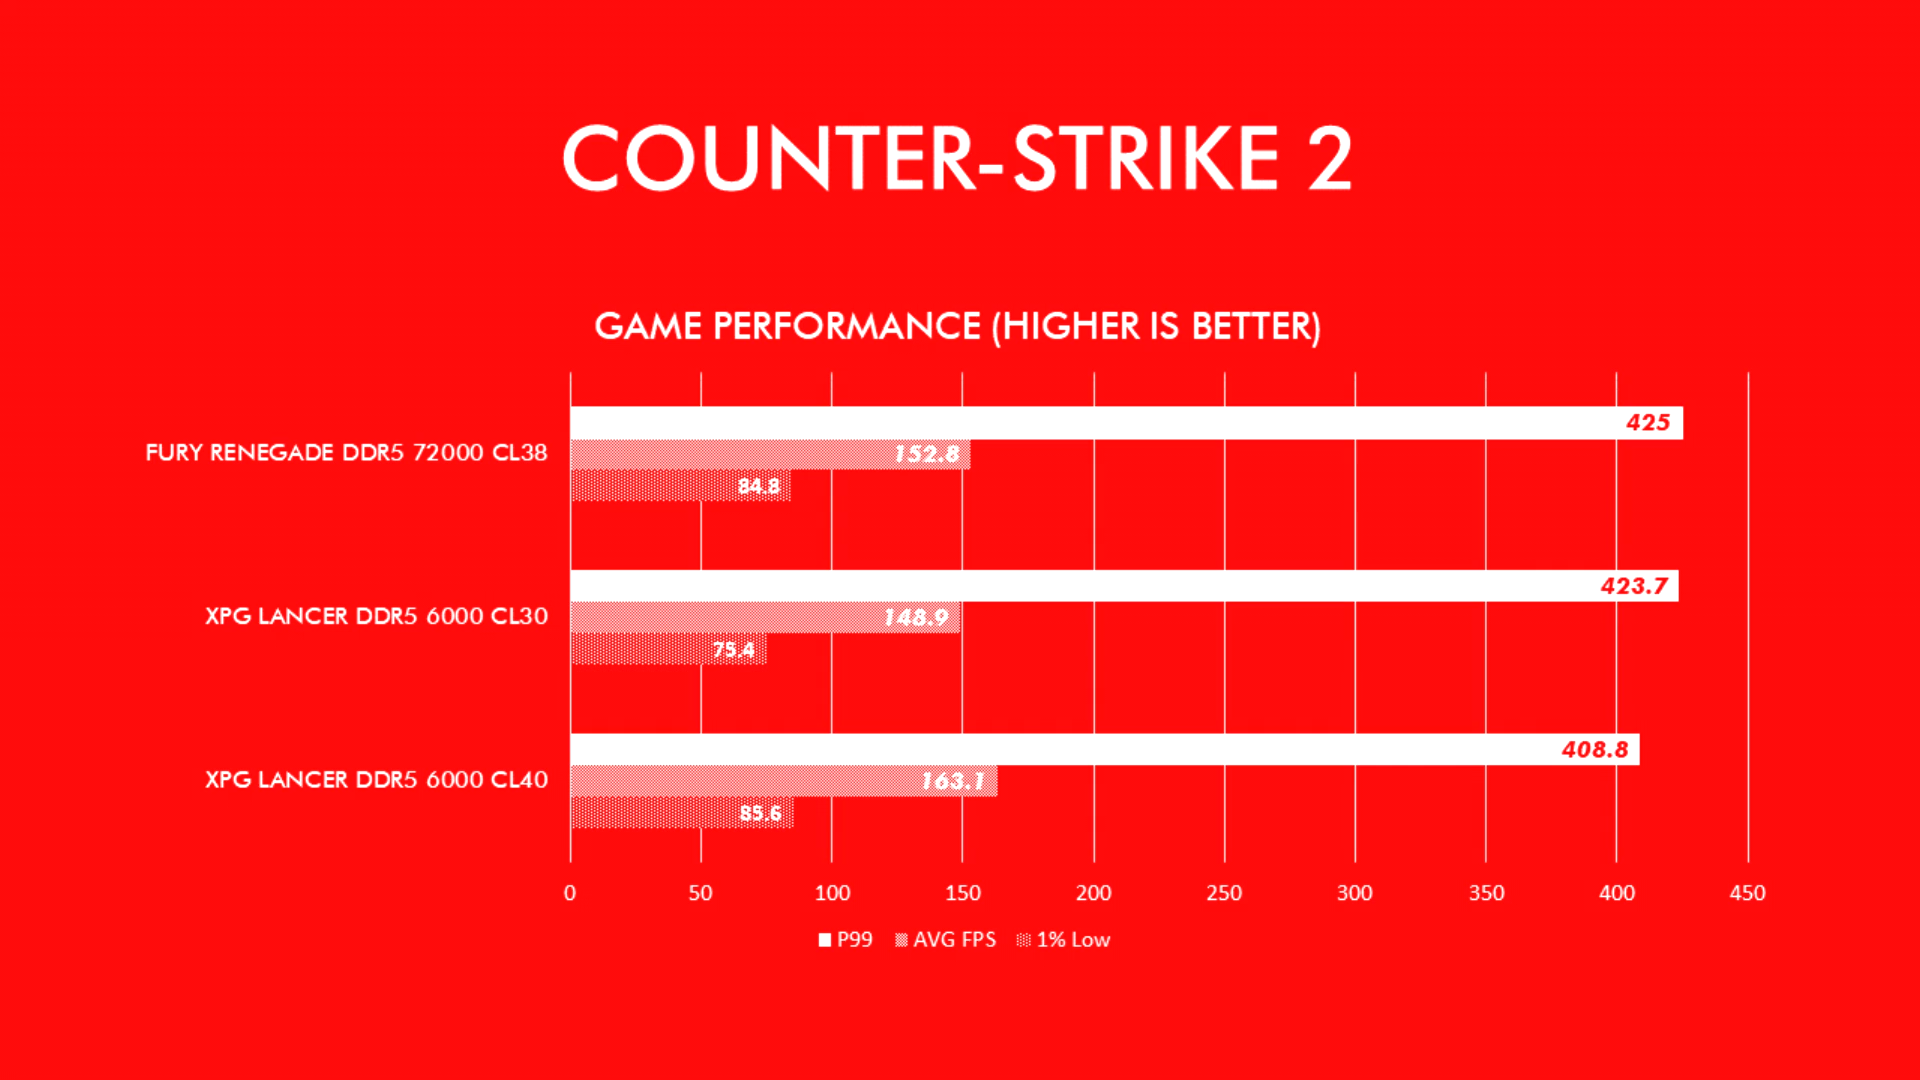 COUNTER-STRIKE 2
GAME PERFORMANCE (HIGHER IS BETTER)
FURY RENEGADE DDR5 72000 CL38
425
152.8
84.8
XPG LANCER DDR5 6000 CL30
423.7
148.9
75.4
XPG LANCER DDR5 6000 CL40
408.8
163.1
85.6
0 50 100 150 200 250 300 350 400 450
P99 AVG FPS 1% Low